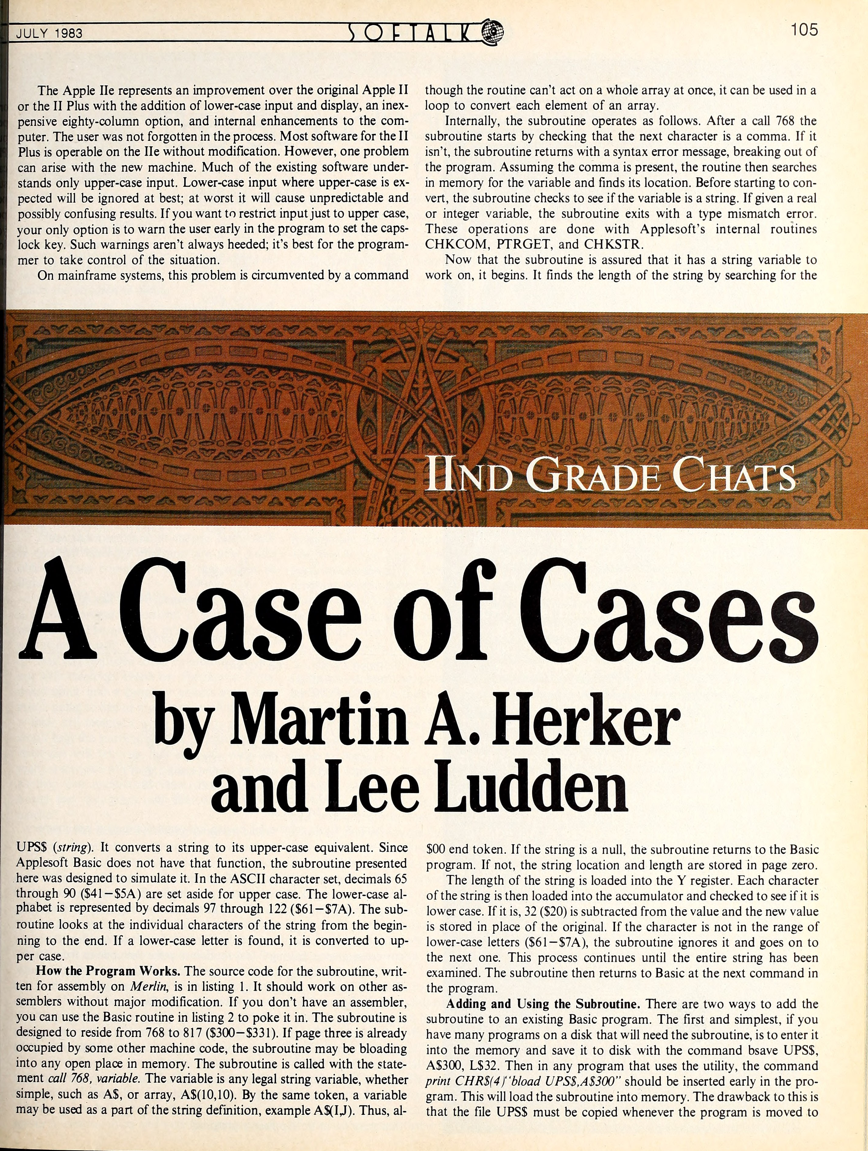 JULY 1983
SOFTALK
105
The Apple IIe represents an improvement over the original Apple II
or the II Plus with the addition of lower-case input and display, an inex-
pensive eighty-column option, and internal enhancements to the com-
puter. The user was not forgotten in the process. Most software for the II
Plus is operable on the IIe without modification. However, one problem
can arise with the new machine. Much of the existing software under-
stands only upper-case input. Lower-case input where upper-case is ex-
pected will be ignored at best; at worst it will cause unpredictable and
possibly confusing results. If you want to restrict input just to upper case,
your only option is to warn the user early in the program to set the caps-
lock key. Such warnings aren't always heeded; it's best for the program-
mer to take control of the situation.
On mainframe systems, this problem is circumvented by a command
though the routine can't act on a whole array at once, it can be used in a
loop to convert each element of an array.
Internally, the subroutine operates as follows. After a call 768 the
subroutine starts by checking that the next character is a comma. If it
isn't, the subroutine returns with a syntax error message, breaking out of
the program. Assuming the comma is present, the routine then searches
in memory for the variable and finds its location. Before starting to con-
vert, the subroutine checks to see if the variable is a string. If given a real
or integer variable, the subroutine exits with a type mismatch error.
These operations are done with Applesoft's internal routines
CHKCOM, PTRGET, and CHKSTR.
Now that the subroutine is assured that it has a string variable to
work on, it begins. It finds the length of the string by searching for the
IIND GRADE CHATS
A Case of Cases
by Martin A. Herker
and Lee Ludden
UPS$ (string). It converts a string to its upper-case equivalent. Since
Applesoft Basic does not have that function, the subroutine presented
here was designed to simulate it. In the ASCII character set, decimals 65
through 90 ($41–$5A) are set aside for upper case. The lower-case al-
phabet is represented by decimals 97 through 122 ($61–$7A). The sub-
routine looks at the individual characters of the string from the begin-
ning to the end. If a lower-case letter is found, it is converted to up-
per case.
How the Program Works. The source code for the subroutine, writ-
ten for assembly on Merlin, is in listing 1. It should work on other as-
semblers without major modification. If you don't have an assembler,
you can use the Basic routine in listing 2 to poke it in. The subroutine is
designed to reside from 768 to 817 ($300–$331). If page three is already
occupied by some other machine code, the subroutine may be bloading
into any open place in memory. The subroutine is called with the state-
ment call 768, variable. The variable is any legal string variable, whether
simple, such as A$, or array, A$(10,10). By the same token, a variable
may be used as a part of the string definition, example A$(I,J). Thus, al-
$00 end token. If the string is a null, the subroutine returns to the Basic
program. If not, the string location and length are stored in page zero.
The length of the string is loaded into the Y register. Each character
of the string is then loaded into the accumulator and checked to see if it is
lower case. If it is, 32 ($20) is subtracted from the value and the new value
is stored in place of the original. If the character is not in the range of
lower-case letters ($61–$7A), the subroutine ignores it and goes on to
the next one. This process continues until the entire string has been
examined. The subroutine then returns to Basic at the next command in
the program.
Adding and Using the Subroutine. There are two ways to add the
subroutine to an existing Basic program. The first and simplest, if you
have many programs on a disk that will need the subroutine, is to enter it
into the memory and save it to disk with the command bsave UPS$,
A$300, L$32. Then in any program that uses the utility, the command
print CHR$(4)"bload UPS$,A$300" should be inserted early in the pro-
gram. This will load the subroutine into memory. The drawback to this is
that the file UPS$ must be copied whenever the program is moved to